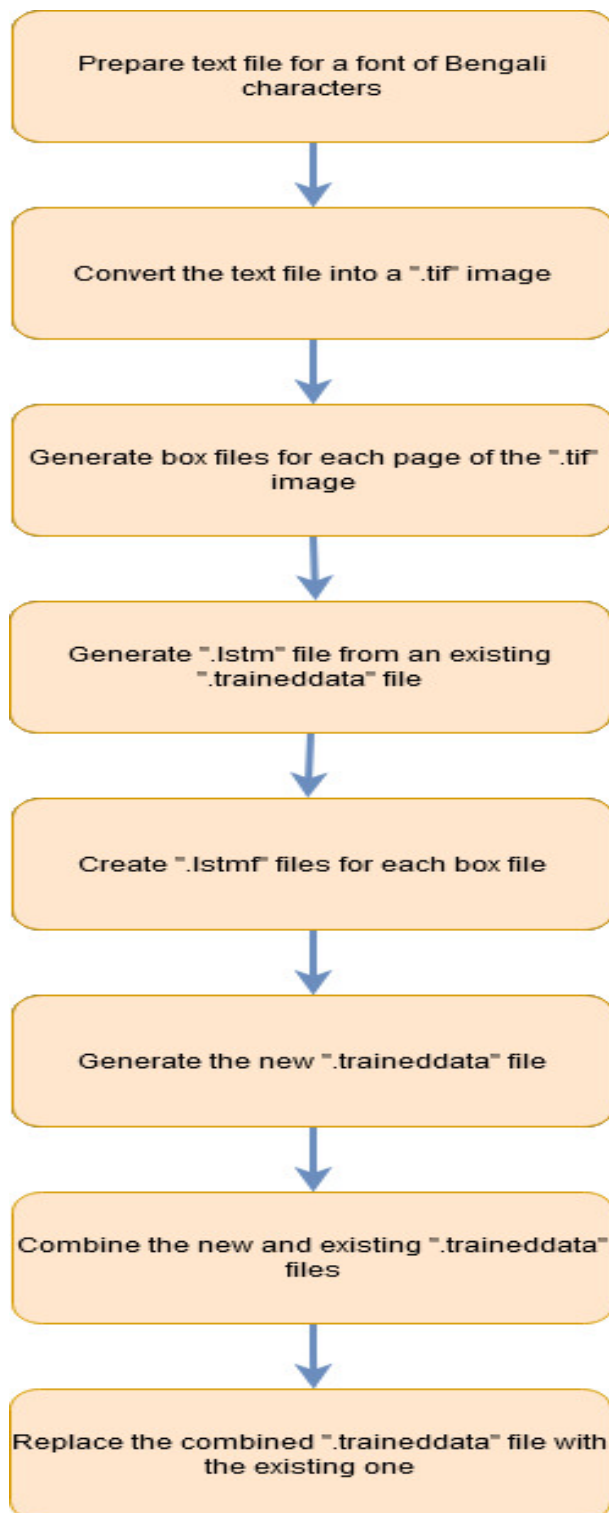 Prepare text file for a font of Bengali
characters
Convert the text file into a ".tif" image
Generate box files for each page of the ".tif"
image
Generate ".lstm" file from an existing
".traineddata" file
Create ".lstmf" files for each box file
Generate the new ".traineddata" file
Combine the new and existing ".traineddata"
files
Replace the combined ".traineddata" file with
the existing one